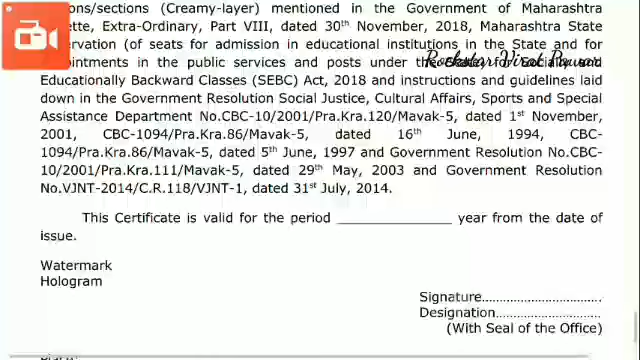 ons/sections (Creamy-layer) mentioned in the Government of Maharashtra
ette, Extra-Ordinary, Part VIII, dated 30th November, 2018, Maharashtra State
ervation (of seats for admission in educational institutions in the State and for
ointments in the public services and posts under the State) for Socially and
Rockstar Viraj Pawar
Educationally Backward Classes (SEBC) Act, 2018 and instructions and guidelines laid
down in the Government Resolution Social Justice, Cultural Affairs, Sports and Special
Assistance Department No.CBC-10/2001/Pra.Kra.120/Mavak-5, dated 1st November,
2001, CBC-1094/Pra.Kra.86/Mavak-5, dated 16th June, 1994, CBC-
1094/Pra.Kra.86/Mavak-5, dated 5th June, 1997 and Government Resolution No.CBC-
10/2001/Pra.Kra.111/Mavak-5, dated 29th May, 2003 and Government Resolution
No.VJNT-2014/C.R.118/VJNT-1, dated 31st July, 2014.
This Certificate is valid for the period ________________ year from the date of
issue.
Watermark
Hologram
Signature................................
Designation............................
(With Seal of the Office)